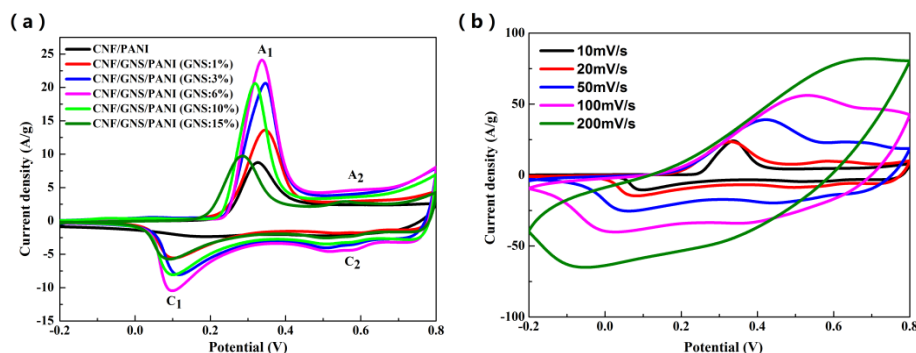 ( a )
CNF/PANI
CNF/GNS/PANI (GNS:1%)
CNF/GNS/PANI (GNS:3%)
CNF/GNS/PANI (GNS:6%)
CNF/GNS/PANI (GNS:10%)
CNF/GNS/PANI (GNS:15%)
A1
A2
C1
C2
25
20
15
10
5
0
-5
-10
-15
Current density (A/g)
-0.2 0.0 0.2 0.4 0.6 0.8
Potential (V)
( b )
10mV/s
20mV/s
50mV/s
100mV/s
200mV/s
100
50
0
-50
-100
Current density (A/g)
-0.2 0.0 0.2 0.4 0.6 0.8
Potential (V)